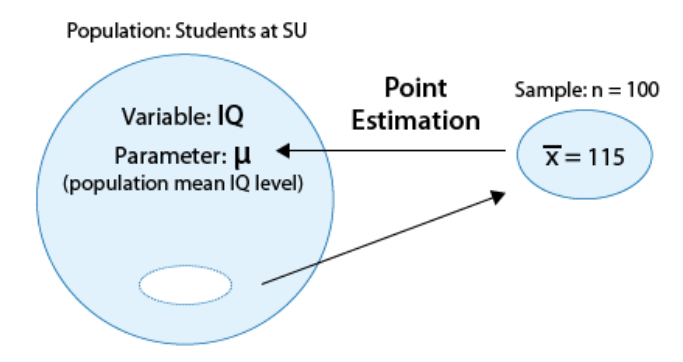 Population: Students at SU
Variable: IQ
Parameter: μ
(population mean IQ level)
Point
Estimation
Sample: n = 100
x̅ = 115